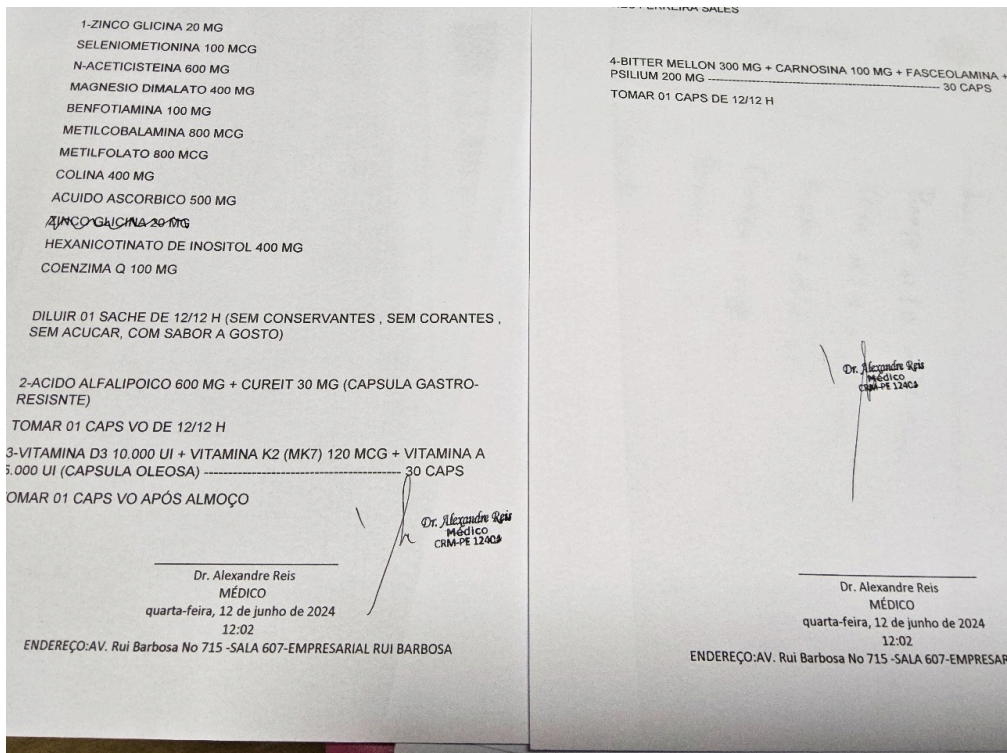 1-ZINCO GLICINA 20 MG
SELENIOMETIONINA 100 MCG
N-ACETICISTEINA 600 MG
MAGNESIO DIMALATO 400 MG
BENFOTIAMINA 100 MG
METILCOBALAMINA 800 MCG
METILFOLATO 800 MCG
COLINA 400 MG
ACUIDO ASCORBICO 500 MG
ZINCO GLICINA 20 MG
HEXANICOTINATO DE INOSITOL 400 MG
COENZIMA Q 100 MG
DILUIR 01 SACHE DE 12/12 H (SEM CONSERVANTES , SEM CORANTES ,
SEM ACUCAR, COM SABOR A GOSTO)
2-ACIDO ALFALIPOICO 600 MG + CUREIT 30 MG (CAPSULA GASTRO-
RESISNTE)
TOMAR 01 CAPS VO DE 12/12 H
3-VITAMINA D3 10.000 UI + VITAMINA K2 (MK7) 120 MCG + VITAMINA A
5.000 UI (CAPSULA OLEOSA) ------------------------------------ 30 CAPS
OMAR 01 CAPS VO APÓS ALMOÇO
Dr. Alexandre Reis
Médico
CRM-PE
Dr. Alexandre Reis
MÉDICO
quarta-feira, 12 de junho de 2024
12:02
ENDEREÇO:AV. Rui Barbosa No 715 -SALA 607-EMPRESARIAL RUI BARBOSA
FERREIRA SALES
4-BITTER MELLON 300 MG + CARNOSINA 100 MG + FASCEOLAMINA +
PSILIUM 200 MG ------------------------------------------ 30 CAPS
TOMAR 01 CAPS DE 12/12 H
Dr. Alexandre Reis
Médico
CRM-PE
Dr. Alexandre Reis
MÉDICO
quarta-feira, 12 de junho de 2024
12:02
ENDEREÇO:AV. Rui Barbosa No 715 -SALA 607-EMPRESAR